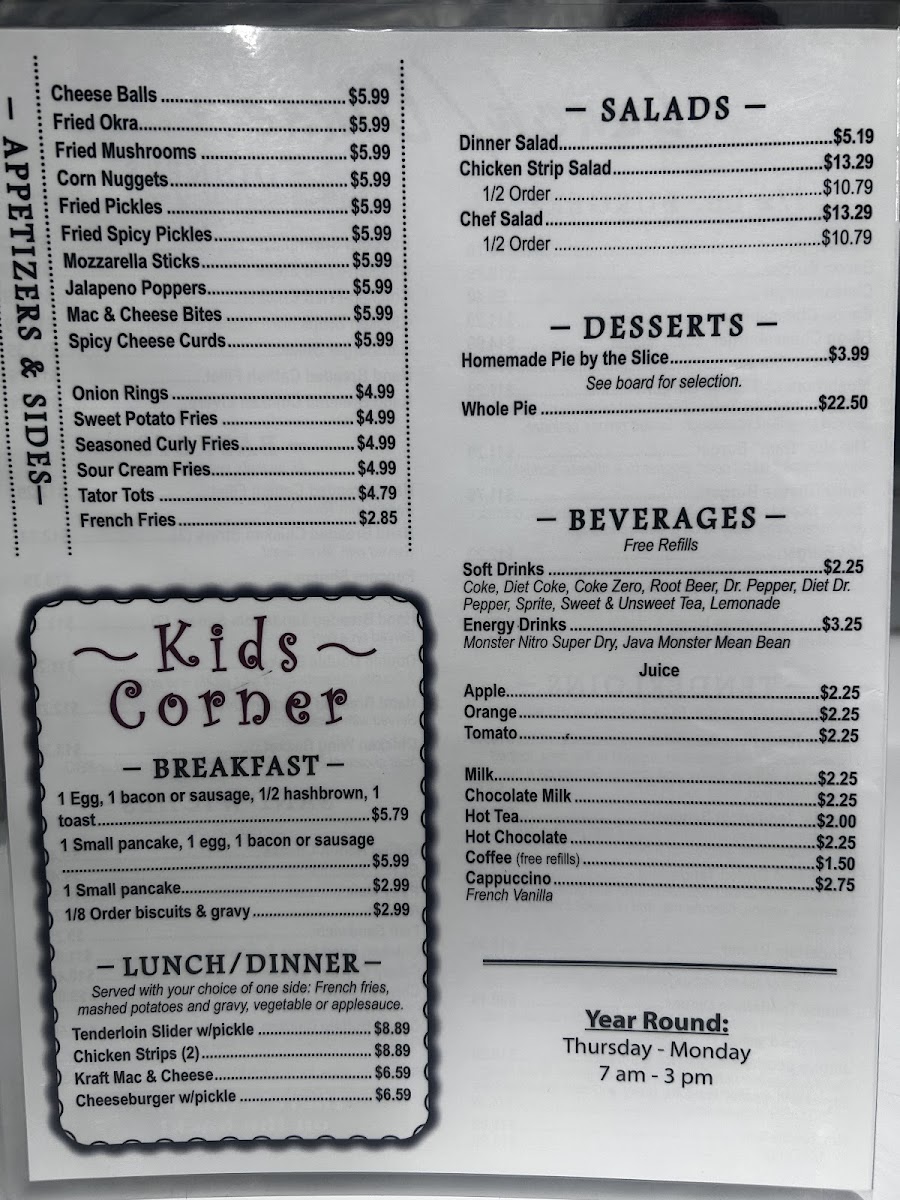 — APPETIZERS & SIDES—
Cheese Balls ........ $5.99
Fried Okra........ $5.99
Fried Mushrooms ........ $5.99
Corn Nuggets........ $5.99
Fried Pickles ........ $5.99
Fried Spicy Pickles........ $5.99
Mozzarella Sticks........ $5.99
Jalapeno Poppers........ $5.99
Mac & Cheese Bites ........ $5.99
Spicy Cheese Curds........ $5.99
Onion Rings ........ $4.99
Sweet Potato Fries ........ $4.99
Seasoned Curly Fries........ $4.99
Sour Cream Fries........ $4.99
Tator Tots ........ $4.79
French Fries........ $2.85
~ Kids ~
Corner
— BREAKFAST —
1 Egg, 1 bacon or sausage, 1/2 hashbrown, 1
toast........ $5.79
1 Small pancake, 1 egg, 1 bacon or sausage
........ $5.99
1 Small pancake........ $2.99
1/8 Order biscuits & gravy........ $2.99
— LUNCH/DINNER —
Served with your choice of one side: French fries,
mashed potatoes and gravy, vegetable or applesauce.
Tenderloin Slider w/pickle ........ $8.89
Chicken Strips (2)........ $8.89
Kraft Mac & Cheese........ $6.59
Cheeseburger w/pickle ........ $6.59
— SALADS —
Dinner Salad........ $5.19
Chicken Strip Salad........ $13.29
1/2 Order ........ $10.79
Chef Salad........ $13.29
1/2 Order ........ $10.79
— DESSERTS —
Homemade Pie by the Slice........ $3.99
See board for selection.
Whole Pie ........ $22.50
— BEVERAGES —
Free Refills
Soft Drinks ........ $2.25
Coke, Diet Coke, Coke Zero, Root Beer, Dr. Pepper, Diet Dr.
Pepper, Sprite, Sweet & Unsweet Tea, Lemonade
Energy Drinks ........ $3.25
Monster Nitro Super Dry, Java Monster Mean Bean
Juice
Apple........ $2.25
Orange........ $2.25
Tomato........ $2.25
Milk........ $2.25
Chocolate Milk ........ $2.25
Hot Tea........ $2.00
Hot Chocolate ........ $2.25
Coffee (free refills) ........ $1.50
Cappuccino ........ $2.75
French Vanilla
Year Round:
Thursday - Monday
7 am - 3 pm